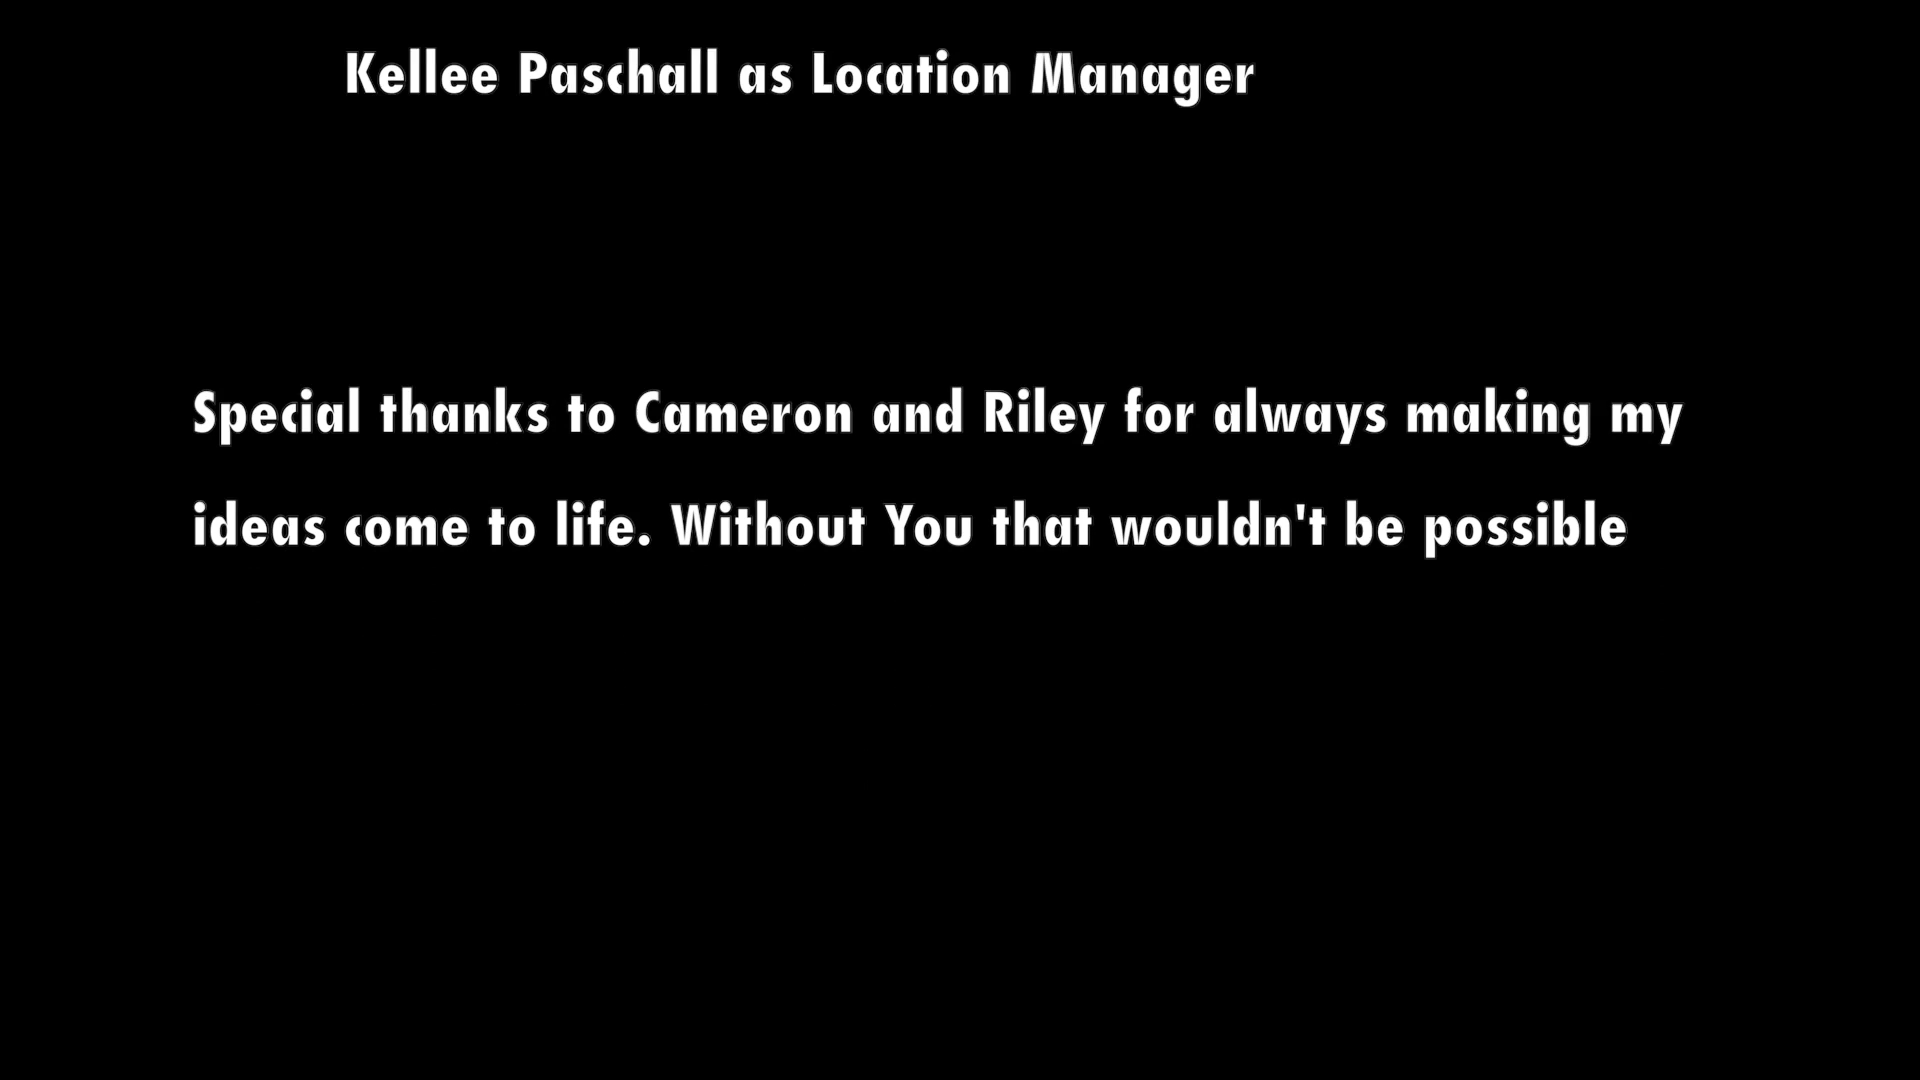 Kellee Paschall as Location Manager
Special thanks to Cameron and Riley for always making my
ideas come to life. Without You that wouldn't be possible